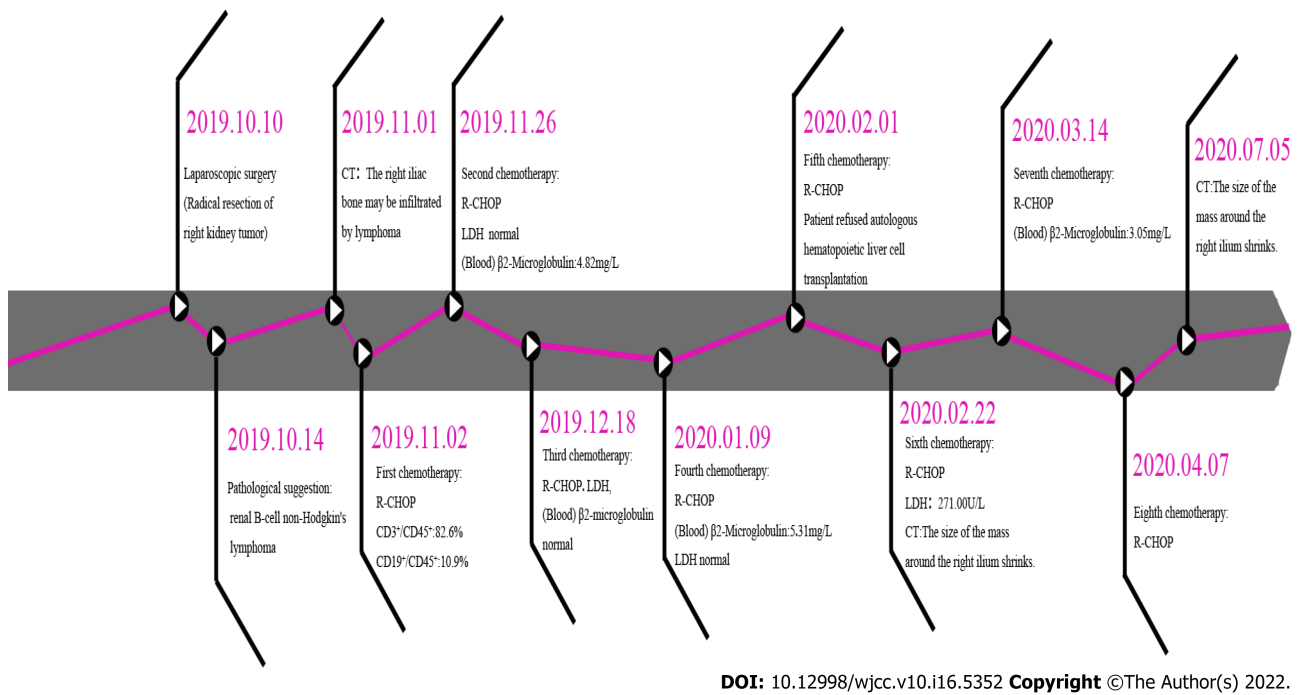 2019.10.10
Laparoscopic surgery
(Radical resection of
right kidney tumor)
2019.10.14
Pathological suggestion:
renal B-cell non-Hodgkin's
lymphoma
2019.11.01
CT: The right iliac
bone may be infiltrated
by lymphoma
2019.11.02
First chemotherapy:
R-CHOP
CD3⁺/CD45⁺:82.6%
CD19⁺/CD45⁺:10.9%
2019.11.26
Second chemotherapy:
R-CHOP
LDH normal
(Blood) β2-Microglobulin:4.82mg/L
2019.12.18
Third chemotherapy:
R-CHOP. LDH,
(Blood) β2-microglobulin
normal
2020.01.09
Fourth chemotherapy:
R-CHOP
(Blood) β2-Microglobulin:5.31mg/L
LDH normal
2020.02.01
Fifth chemotherapy:
R-CHOP
Patient refused autologous
hematopoietic liver cell
transplantation
2020.02.22
Sixth chemotherapy:
R-CHOP
LDH: 271.00U/L
CT:The size of the mass
around the right ilium shrinks.
2020.03.14
Seventh chemotherapy:
R-CHOP
(Blood) β2-Microglobulin:3.05mg/L
2020.04.07
Eighth chemotherapy:
R-CHOP
2020.07.05
CT:The size of the
mass around the
right ilium shrinks.
DOI: 10.12998/wjcc.v10.i16.5352 Copyright ©The Author(s) 2022.